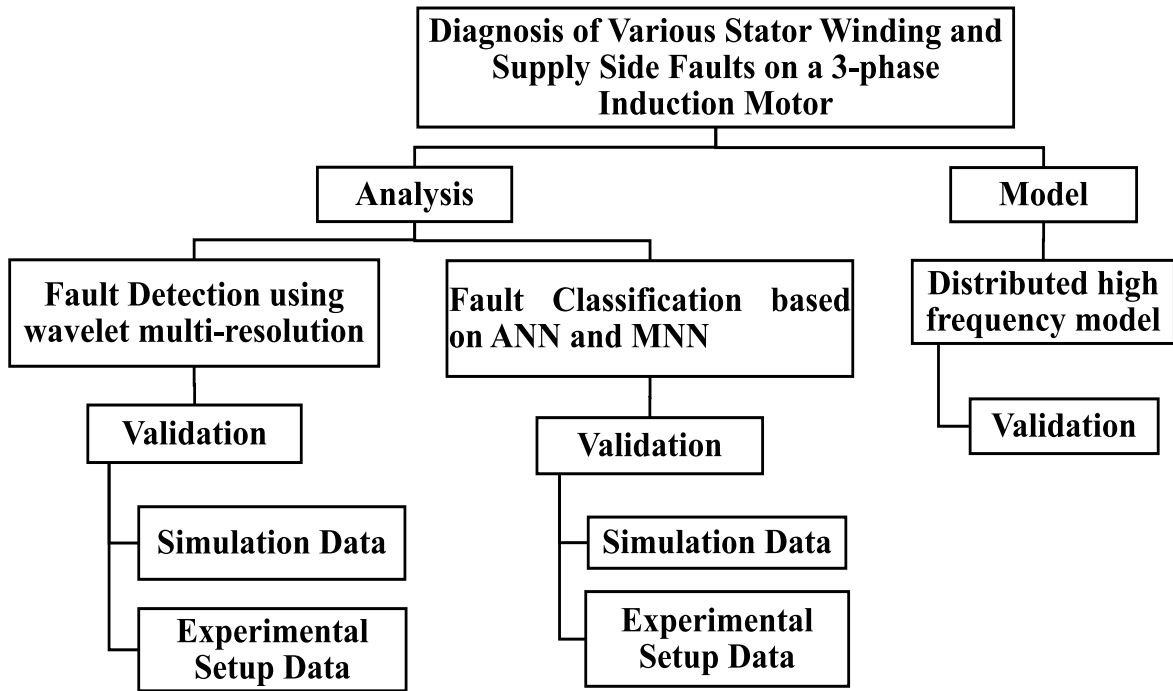 Diagnosis of Various Stator Winding and
Supply Side Faults on a 3-phase
Induction Motor
Analysis
Model
Fault Detection using
wavelet multi-resolution
Fault Classification based
on ANN and MNN
Distributed high
frequency model
Validation
Validation
Validation
Simulation Data
Simulation Data
Experimental
Setup Data
Experimental
Setup Data